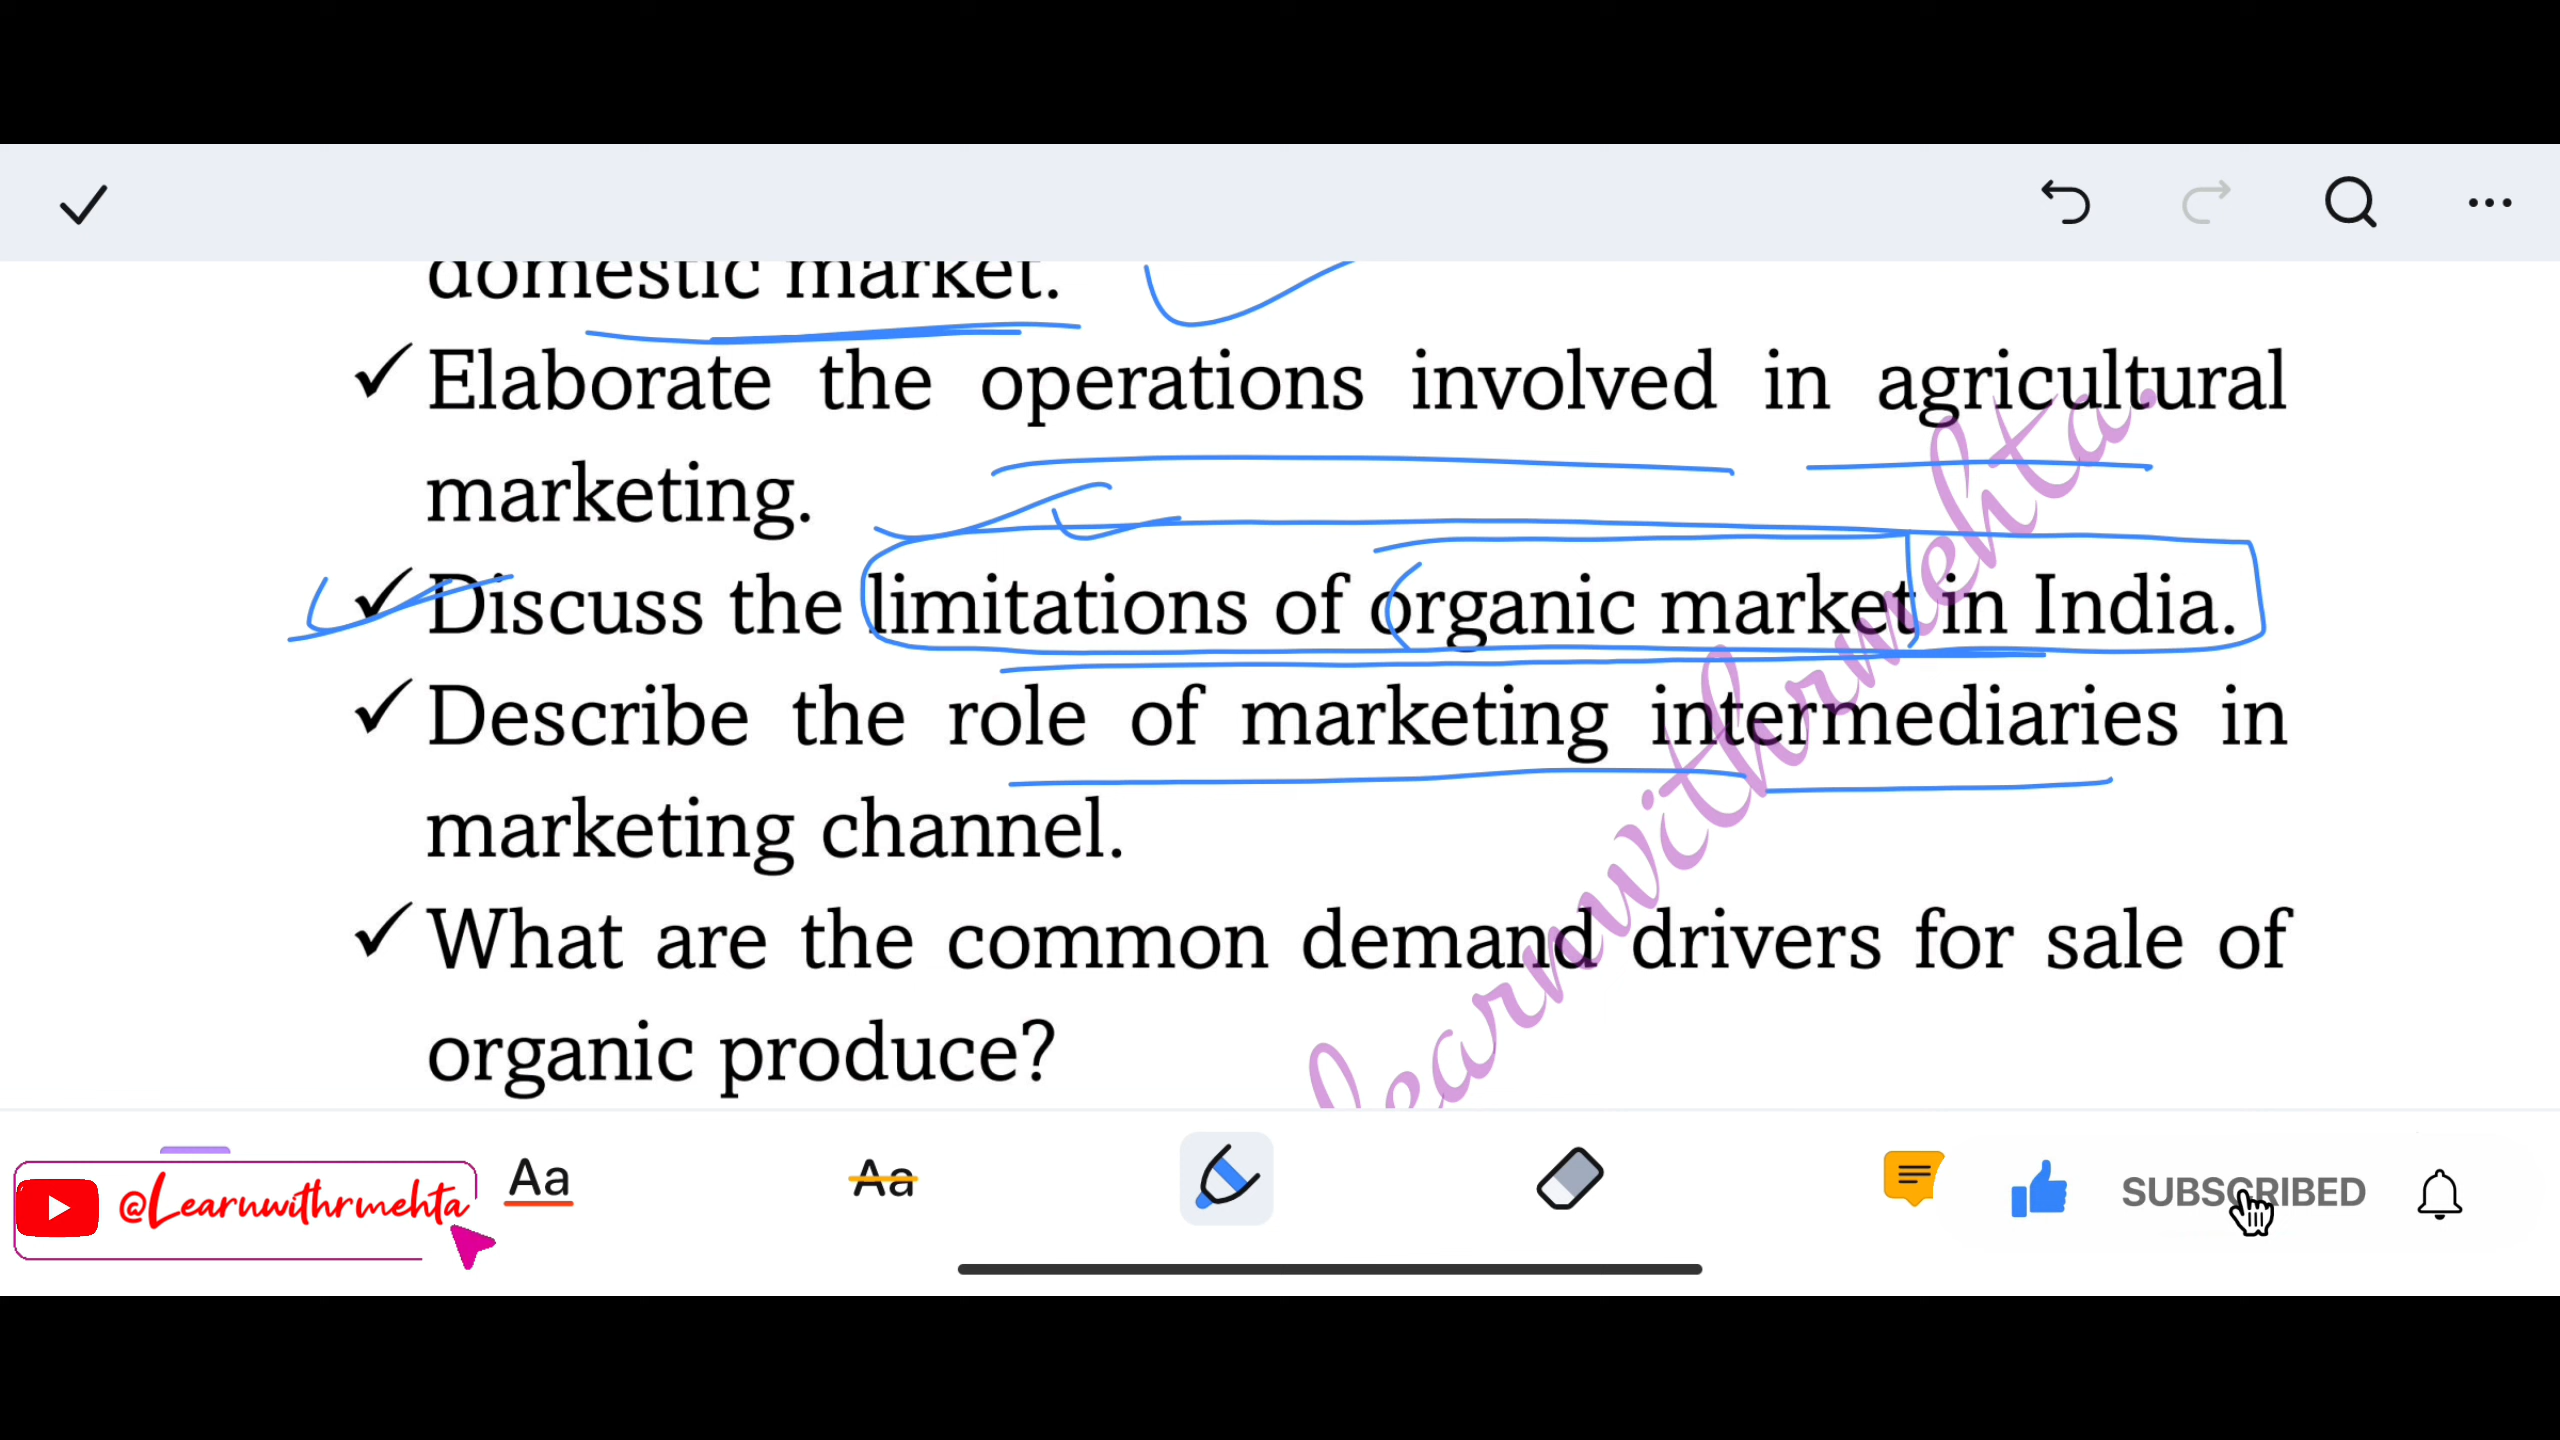 domestic market.
✓ Elaborate the operations involved in agricultural
marketing.
✓ Discuss the limitations of organic market in India.
✓ Describe the role of marketing intermediaries in
marketing channel.
✓ What are the common demand drivers for sale of
organic produce?
learnwithrmehta.
@Learnwithrmehta
Aa
Aa
SUBSCRIBED